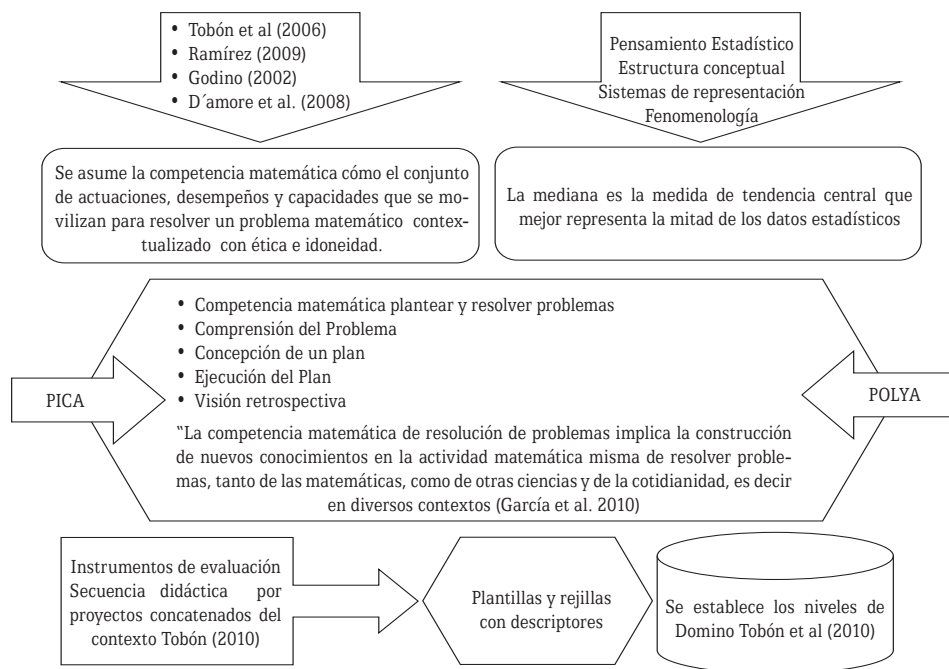 • Tobón et al (2006)
• Ramírez (2009)
• Godino (2002)
• D´amore et al. (2008)
Pensamiento Estadístico
Estructura conceptual
Sistemas de representación
Fenomenología
Se asume la competencia matemática cómo el conjunto
de actuaciones, desempeños y capacidades que se mo-
vilizan para resolver un problema matemático contex-
tualizado con ética e idoneidad.
La mediana es la medida de tendencia central que
mejor representa la mitad de los datos estadísticos
• Competencia matemática plantear y resolver problemas
• Comprensión del Problema
• Concepción de un plan
• Ejecución del Plan
• Visión retrospectiva
PICA
POLYA
"La competencia matemática de resolución de problemas implica la construcción
de nuevos conocimientos en la actividad matemática misma de resolver proble-
mas, tanto de las matemáticas, como de otras ciencias y de la cotidianidad, es decir
en diversos contextos (García et al. 2010)
Instrumentos de evaluación
Secuencia didáctica por
proyectos concatenados del
contexto Tobón (2010)
Plantillas y rejillas
con descriptores
Se establece los niveles de
Domino Tobón et al (2010)